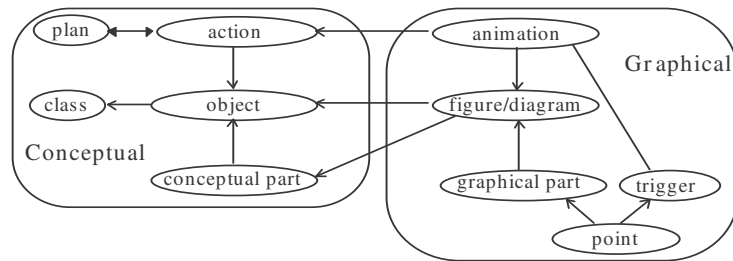 plan
action
animation
Graphical
class
object
figure/diagram
Conceptual
conceptual part
graphical part
trigger
point